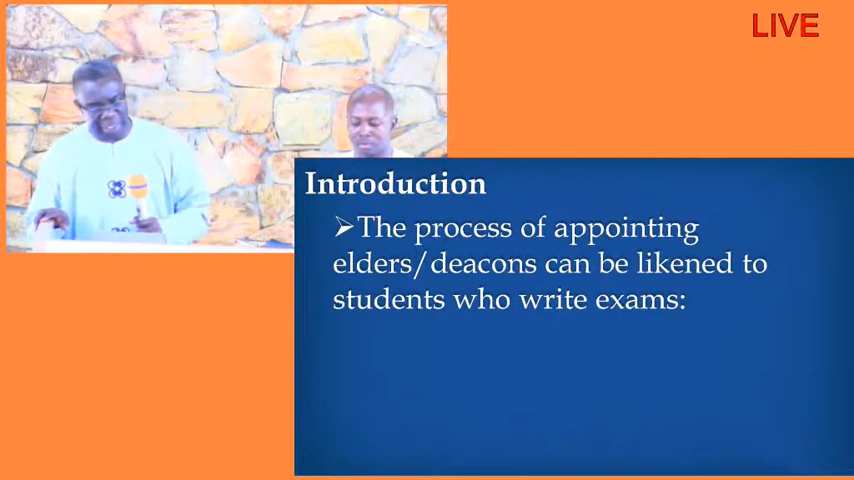 LIVE
Introduction
➢The process of appointing
elders/deacons can be likened to
students who write exams: